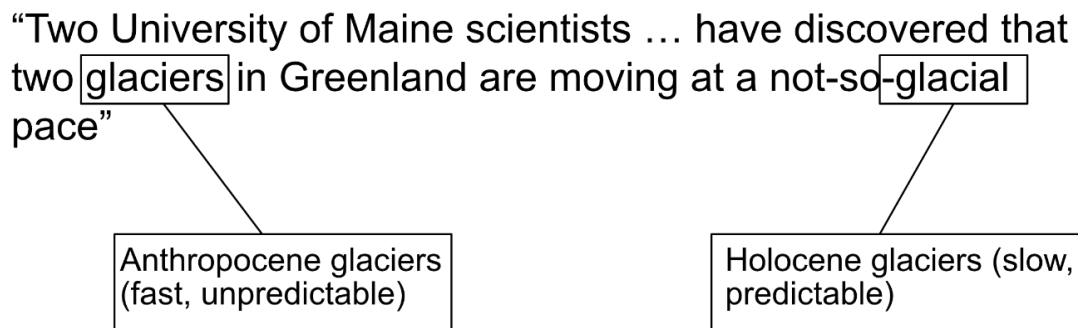 “Two University of Maine scientists … have discovered that
two glaciers in Greenland are moving at a not-so-glacial
pace”
Anthropocene glaciers
(fast, unpredictable)
Holocene glaciers (slow,
predictable)